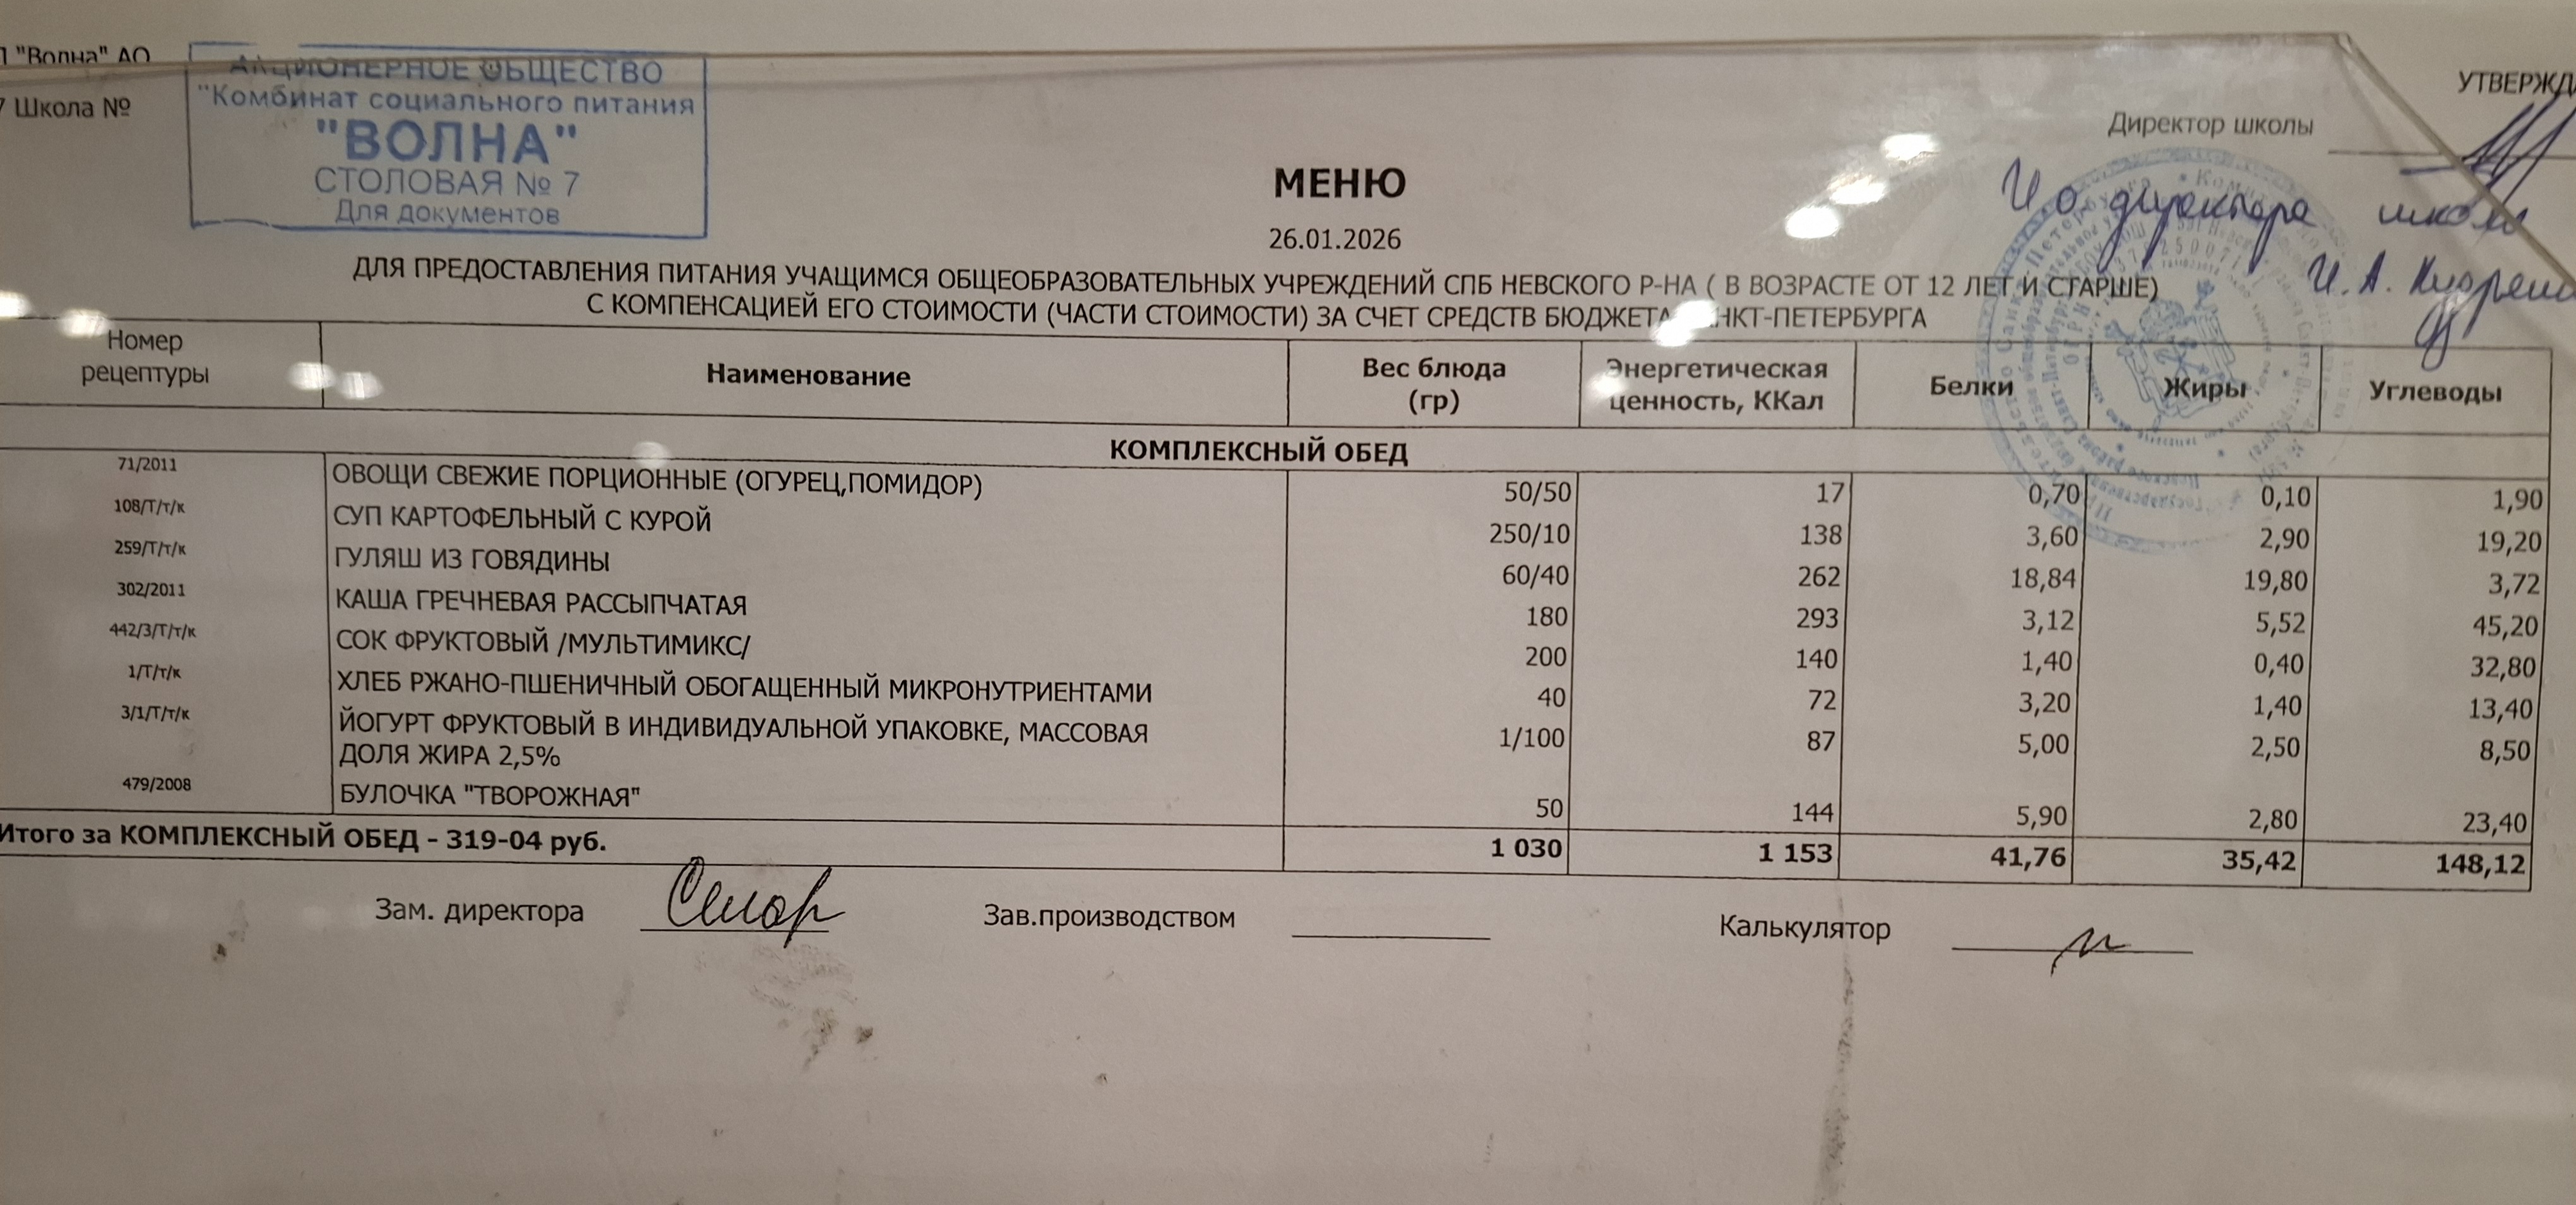 "Волна" АО
Школа №
АКЦИОНЕРНОЕ ОБЩЕСТВО
"Комбинат социального питания
"ВОЛНА"
СТОЛОВАЯ № 7
Для документов
УТВЕРЖД
Директор школы
И о. директора школы
И. А.
МЕНЮ
26.01.2026
ДЛЯ ПРЕДОСТАВЛЕНИЯ ПИТАНИЯ УЧАЩИМСЯ ОБЩЕОБРАЗОВАТЕЛЬНЫХ УЧРЕЖДЕНИЙ СПБ НЕВСКОГО Р-НА ( В ВОЗРАСТЕ ОТ 12 ЛЕТ И СТАРШЕ)
С КОМПЕНСАЦИЕЙ ЕГО СТОИМОСТИ (ЧАСТИ СТОИМОСТИ) ЗА СЧЕТ СРЕДСТВ БЮДЖЕТА САНКТ-ПЕТЕРБУРГА
Номер рецептуры Наименование Вес блюда (гр) Энергетическая ценность, ККал Белки Жиры Углеводы
КОМПЛЕКСНЫЙ ОБЕД
71/2011 ОВОЩИ СВЕЖИЕ ПОРЦИОННЫЕ (ОГУРЕЦ,ПОМИДОР) 50/50 17 0,70 0,10 1,90
108/Т/т/к СУП КАРТОФЕЛЬНЫЙ С КУРОЙ 250/10 138 3,60 2,90 19,20
259/Т/т/к ГУЛЯШ ИЗ ГОВЯДИНЫ 60/40 262 18,84 19,80 3,72
302/2011 КАША ГРЕЧНЕВАЯ РАССЫПЧАТАЯ 180 293 3,12 5,52 45,20
442/3/Т/т/к СОК ФРУКТОВЫЙ /МУЛЬТИМИКС/ 200 140 1,40 0,40 32,80
1/Т/т/к ХЛЕБ РЖАНО-ПШЕНИЧНЫЙ ОБОГАЩЕННЫЙ МИКРОНУТРИЕНТАМИ 40 72 3,20 1,40 13,40
3/1/Т/т/к ЙОГУРТ ФРУКТОВЫЙ В ИНДИВИДУАЛЬНОЙ УПАКОВКЕ, МАССОВАЯ 1/100 87 5,00 2,50 8,50
ДОЛЯ ЖИРА 2,5%
479/2008 БУЛОЧКА "ТВОРОЖНАЯ" 50 144 5,90 2,80 23,40
Итого за КОМПЛЕКСНЫЙ ОБЕД - 319-04 руб. 1 030 1 153 41,76 35,42 148,12
Зам. директора Зав.производством Калькулятор